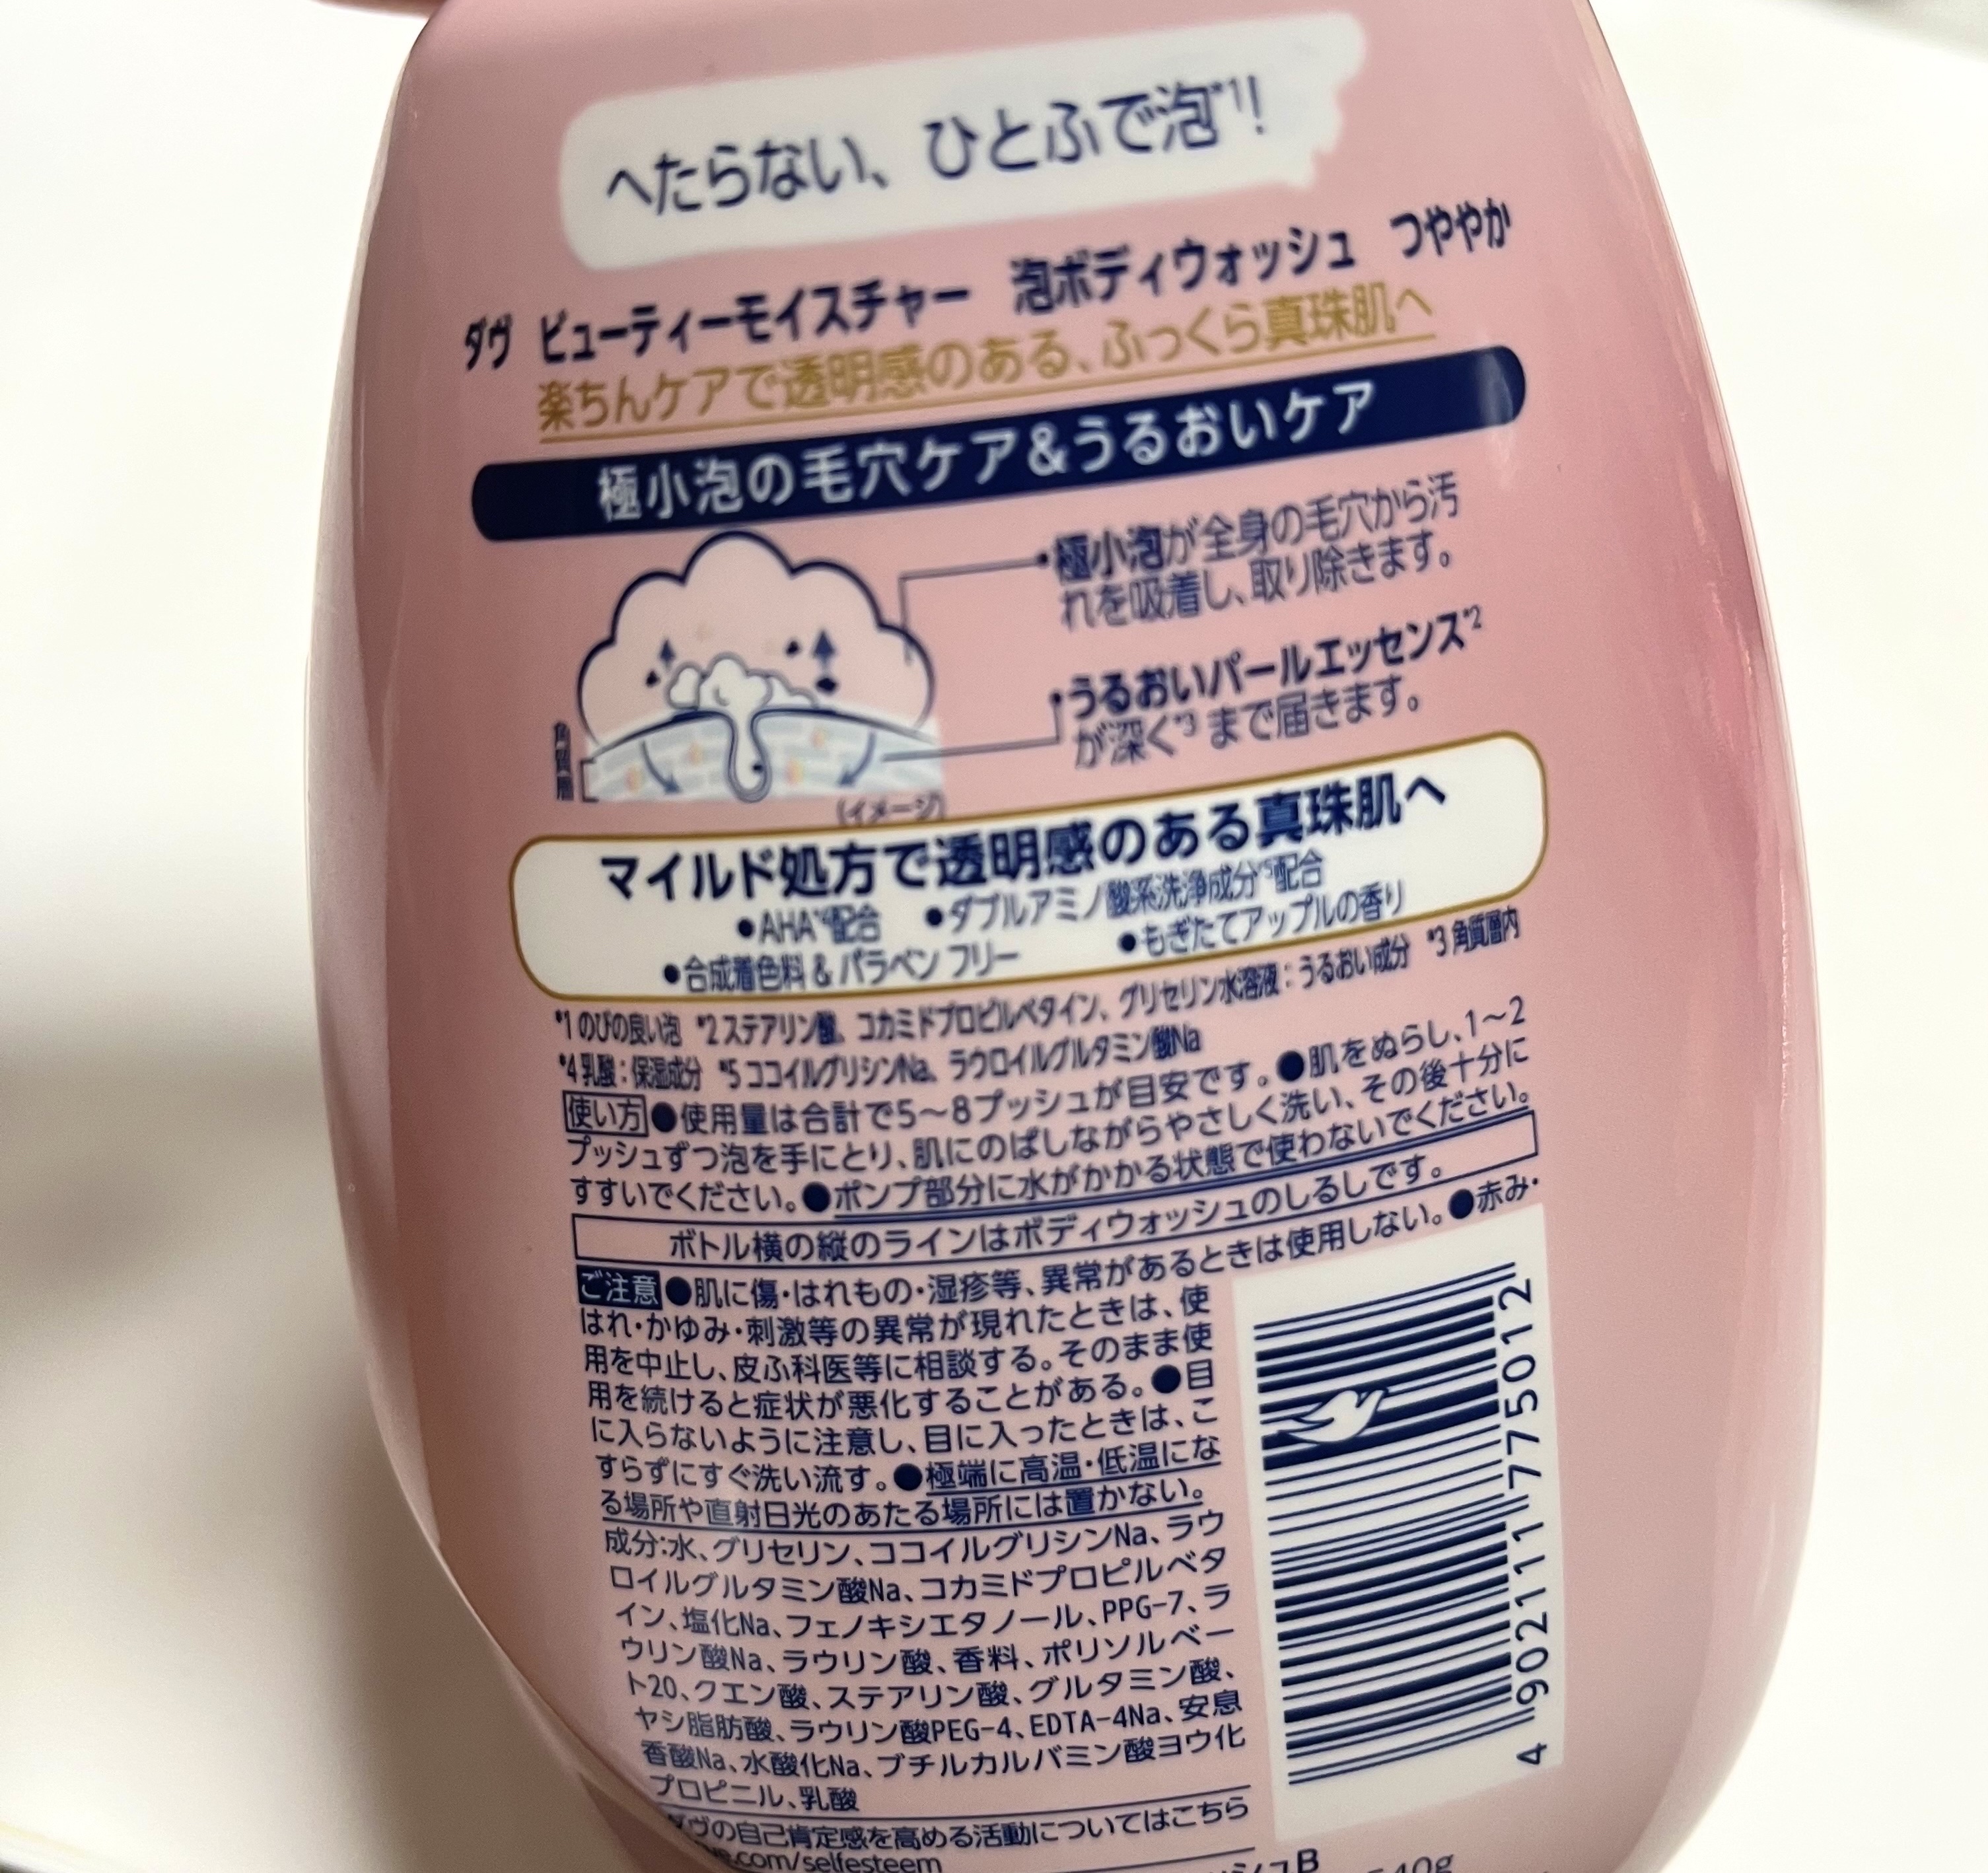 へたらない、ひとふで泡*1!
ダヴ ビューティーモイスチャー 泡ボディウォッシュ つややか
楽ちんケアで透明感のある、ふっくら真珠肌へ
極小泡の毛穴ケア&うるおいケア
・極小泡が全身の毛穴から汚
れを吸着し、取り除きます。
・うるおいパールエッセンス*2
が深く*3まで届きます。
角質層
(イメージ)
マイルド処方で透明感のある真珠肌へ
●AHA*4配合 ●ダブルアミノ酸系洗浄成分*5配合
●合成着色料&パラベン フリー ●もぎたてアップルの香り
*1 のびの良い泡 *2 ステアリン酸、コカミドプロピルベタイン、グリセリン水溶液:うるおい成分 *3 角質層内
*4 乳酸:保湿成分 *5 ココイルグリシンNa、ラウロイルグルタミン酸Na
使い方●使用量は合計で5~8プッシュが目安です。●肌をぬらし、1~2
プッシュずつ泡を手にとり、肌にのばしながらやさしく洗い、その後十分に
すすいでください。●ポンプ部分に水がかかる状態で使わないでください。
ボトル横の縦のラインはボディウォッシュのしるしです。
ご注意●肌に傷・はれもの・湿疹等、異常があるときは使用しない。●赤み・
はれ・かゆみ・刺激等の異常が現れたときは、使
用を中止し、皮ふ科医等に相談する。そのまま使
用を続けると症状が悪化することがある。●目
に入らないように注意し、目に入ったときは、こ
すらずにすぐ洗い流す。●極端に高温・低温にな
る場所や直射日光のあたる場所には置かない。
成分:水、グリセリン、ココイルグリシンNa、ラウ
ロイルグルタミン酸Na、コカミドプロピルベタ
イン、塩化Na、フェノキシエタノール、PPG-7、ラ
ウリン酸Na、ラウリン酸、香料、ポリソルベー
ト20、クエン酸、ステアリン酸、グルタミン酸、
ヤシ脂肪酸、ラウリン酸PEG-4、EDTA-4Na、安息
香酸Na、水酸化Na、ブチルカルバミン酸ヨウ化
プロピニル、乳酸
ダヴの自己肯定感を高める活動についてはこちら
.com/selfesteem
シュB
40g
4 902111 775012